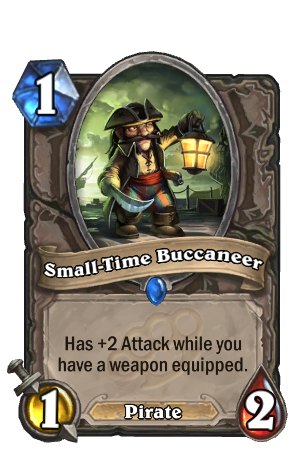 1
Small-Time Buccaneer
Has +2 Attack while you
have a weapon equipped.
1
Pirate
2